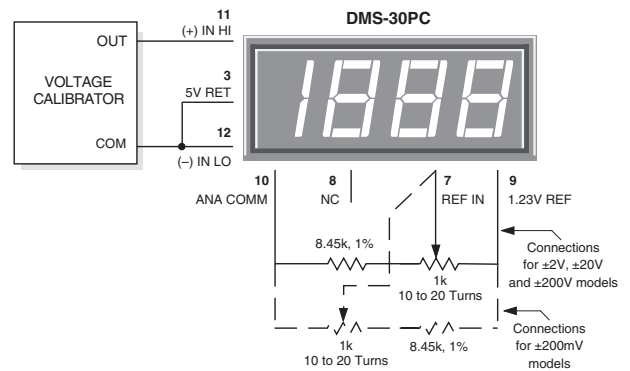 DMS-30PC
11
(+) IN HI
OUT
3
5V RET
VOLTAGE
CALIBRATOR
COM
12
(–) IN LO
1888
10
ANA COMM
8
NC
7
REF IN
9
1.23V REF
8.45k, 1%
1k
10 to 20 Turns
Connections
for ±2V, ±20V
and ±200V models
1k
10 to 20 Turns
8.45k, 1%
Connections
for ±200mV
models